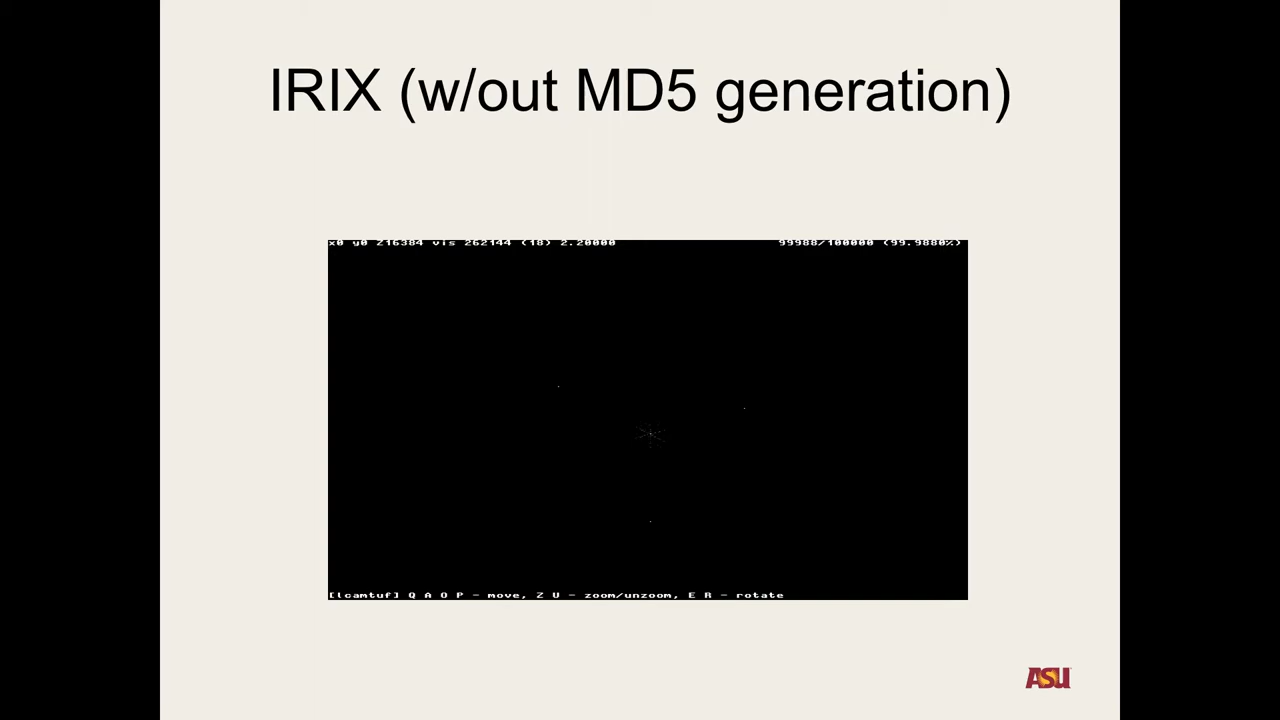 IRIX (w/out MD5 generation)
x0 y0 Z16384 vis 262144 (18) 2.20000 99988/100000 (99.9880%)
[lcamtuf] Q A O P - move, Z U - zoom/unzoom, E R - rotate
ASU